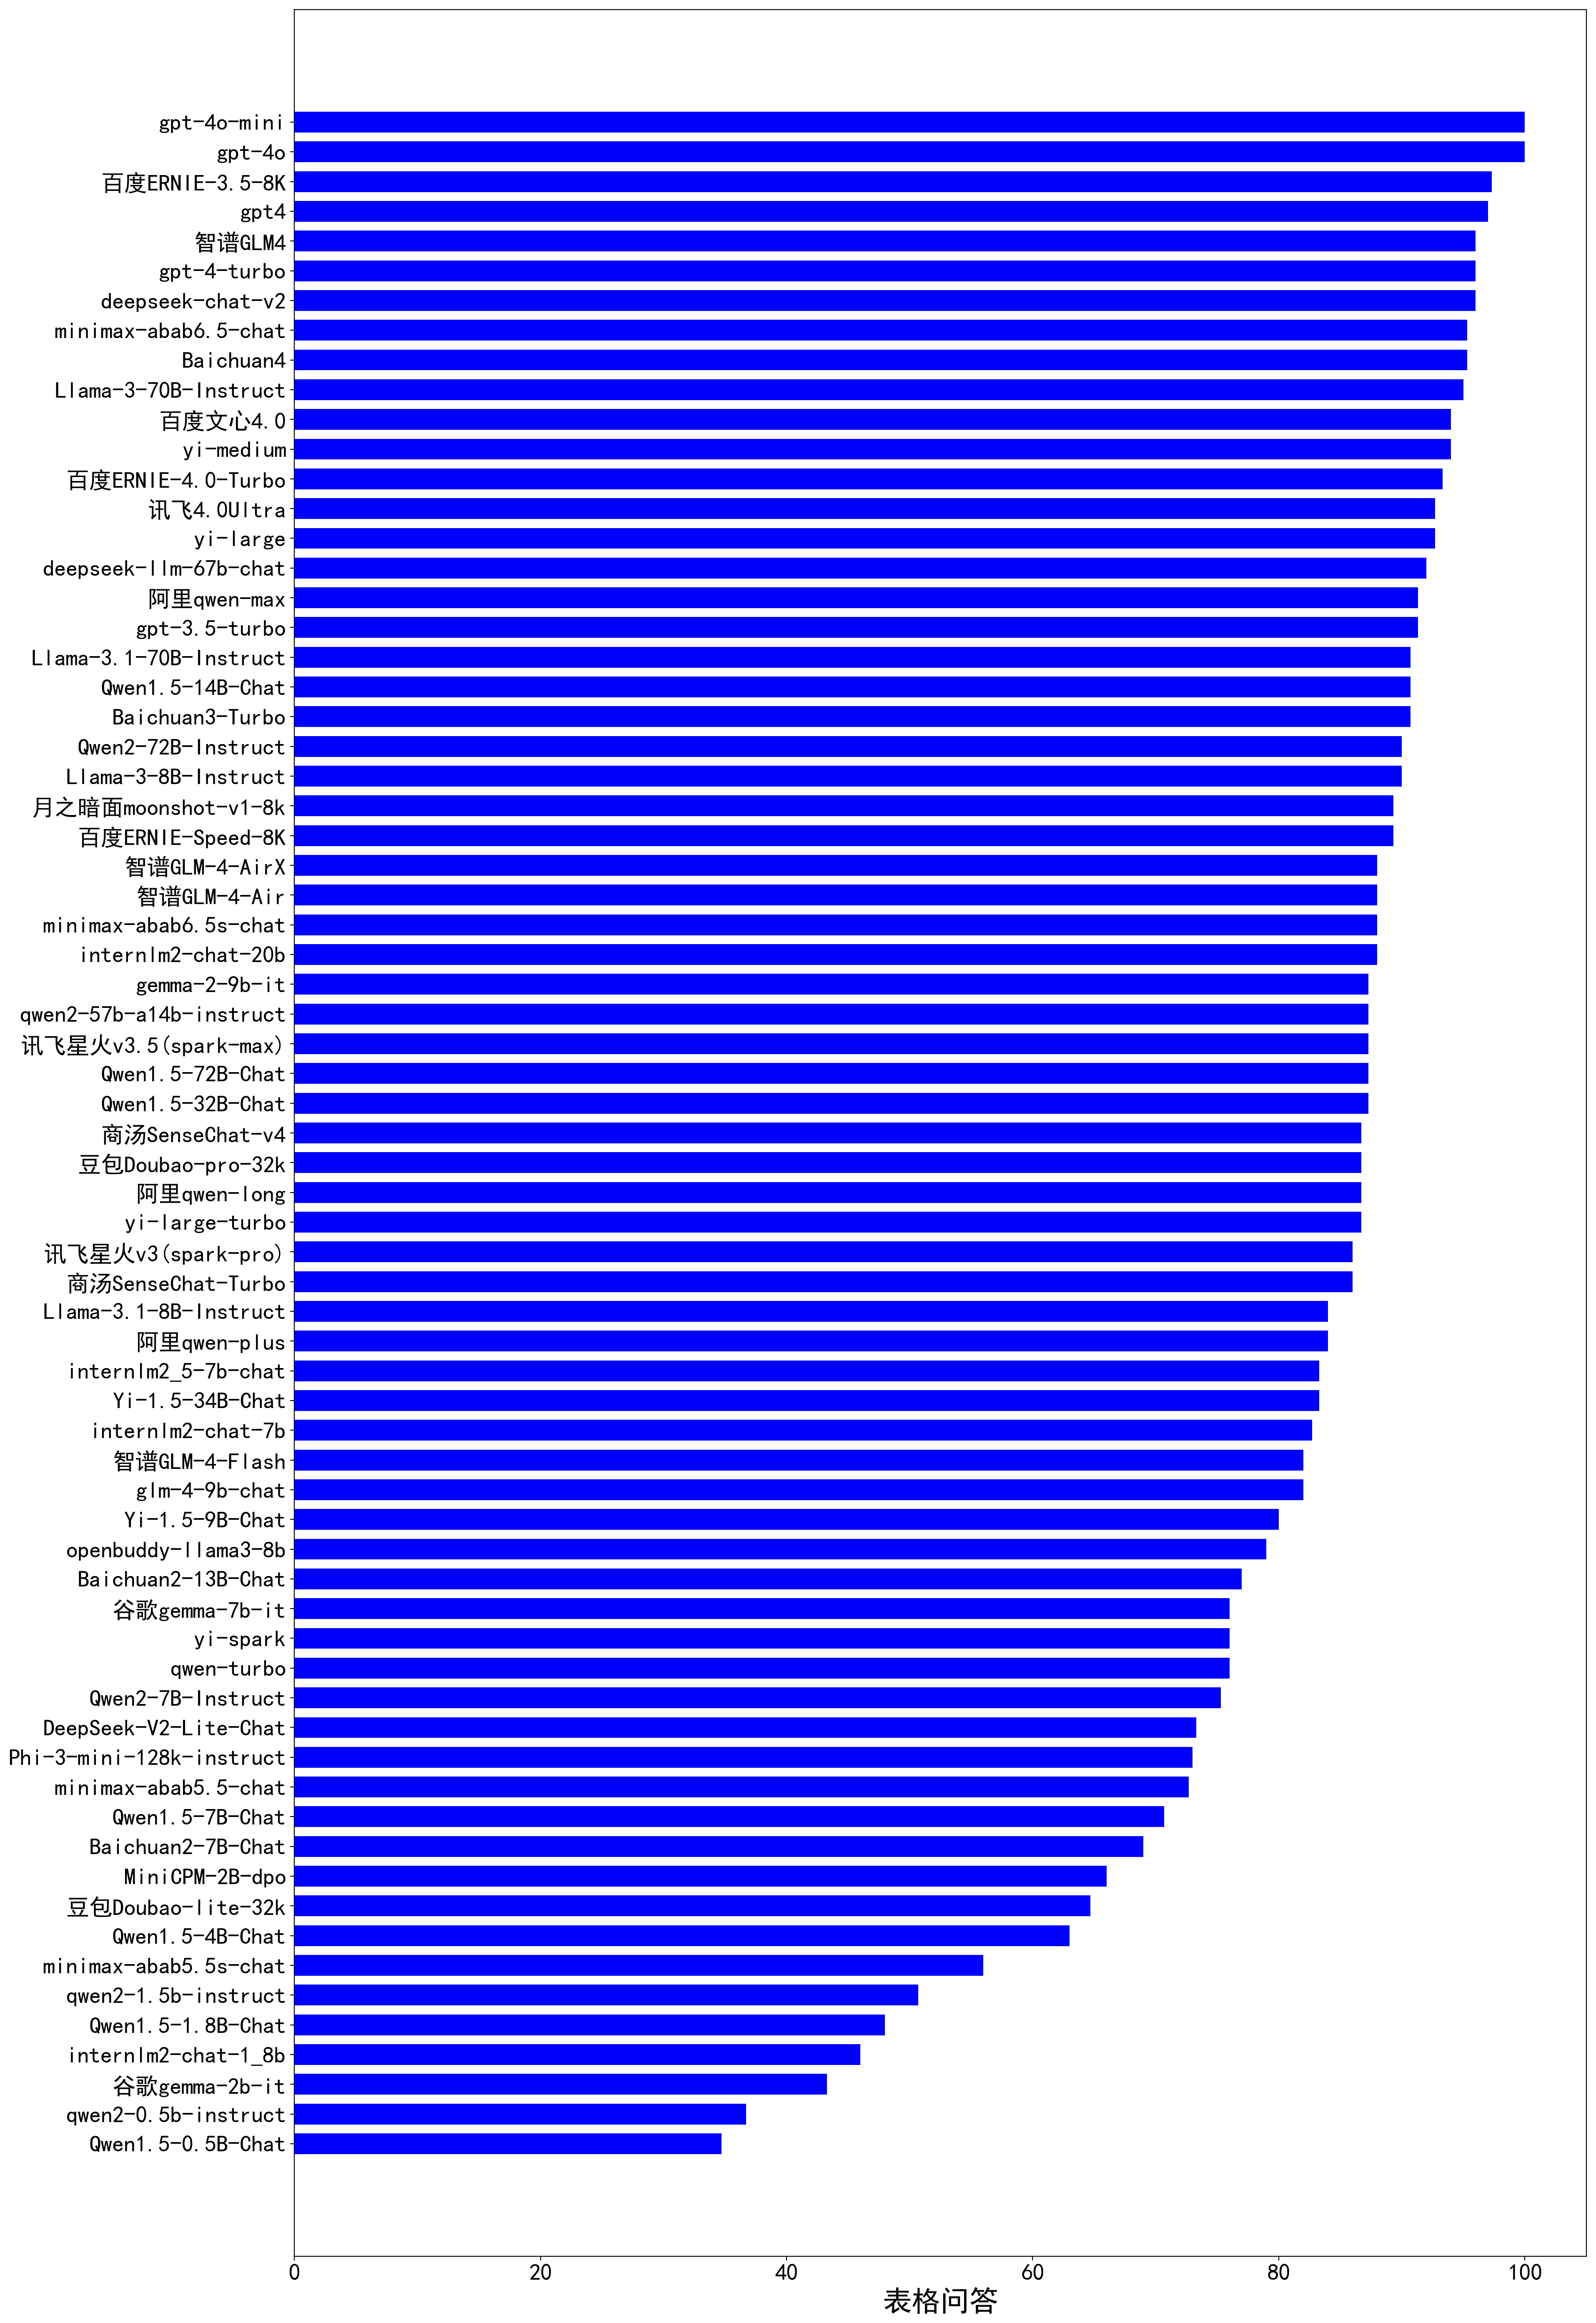 gpt-4o-mini
gpt-4o
百度ERNIE-3.5-8K
gpt4
智谱GLM4
gpt-4-turbo
deepseek-chat-v2
minimax-abab6.5-chat
Baichuan4
Llama-3-70B-Instruct
百度文心4.0
yi-medium
百度ERNIE-4.0-Turbo
讯飞4.0Ultra
yi-large
deepseek-llm-67b-chat
阿里qwen-max
gpt-3.5-turbo
Llama-3.1-70B-Instruct
Qwen1.5-14B-Chat
Baichuan3-Turbo
Qwen2-72B-Instruct
Llama-3-8B-Instruct
月之暗面moonshot-v1-8k
百度ERNIE-Speed-8K
智谱GLM-4-AirX
智谱GLM-4-Air
minimax-abab6.5s-chat
internlm2-chat-20b
gemma-2-9b-it
qwen2-57b-a14b-instruct
讯飞星火v3.5(spark-max)
Qwen1.5-72B-Chat
Qwen1.5-32B-Chat
商汤SenseChat-v4
豆包Doubao-pro-32k
阿里qwen-long
yi-large-turbo
讯飞星火v3(spark-pro)
商汤SenseChat-Turbo
Llama-3.1-8B-Instruct
阿里qwen-plus
internlm2_5-7b-chat
Yi-1.5-34B-Chat
internlm2-chat-7b
智谱GLM-4-Flash
glm-4-9b-chat
Yi-1.5-9B-Chat
openbuddy-llama3-8b
Baichuan2-13B-Chat
谷歌gemma-7b-it
yi-spark
qwen-turbo
Qwen2-7B-Instruct
DeepSeek-V2-Lite-Chat
Phi-3-mini-128k-instruct
minimax-abab5.5-chat
Qwen1.5-7B-Chat
Baichuan2-7B-Chat
MiniCPM-2B-dpo
豆包Doubao-lite-32k
Qwen1.5-4B-Chat
minimax-abab5.5s-chat
qwen2-1.5b-instruct
Qwen1.5-1.8B-Chat
internlm2-chat-1_8b
谷歌gemma-2b-it
qwen2-0.5b-instruct
Qwen1.5-0.5B-Chat
0 20 40 60 80 100
表格问答